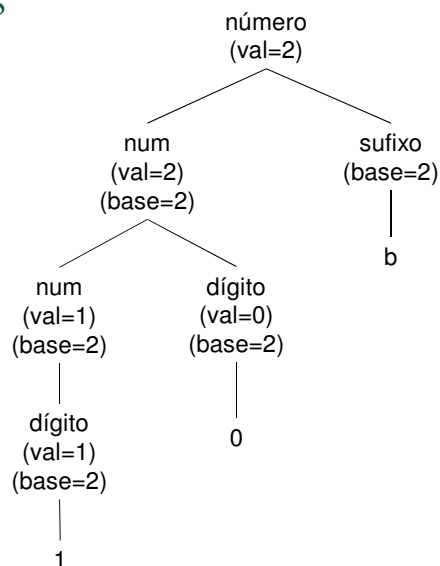 número
(val=2)
num
(val=2)
(base=2)
sufixo
(base=2)
b
num
(val=1)
(base=2)
dígito
(val=0)
(base=2)
dígito
(val=1)
(base=2)
0
1